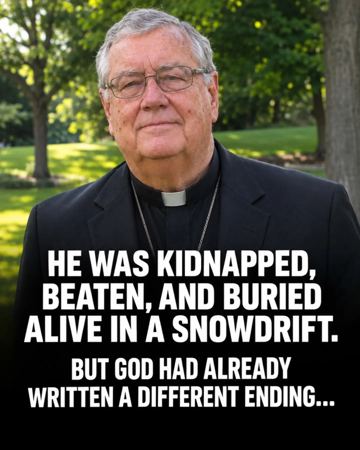 HE WAS KIDNAPPED,
BEATEN, AND BURIED
ALIVE IN A SNOWDRIFT.
BUT GOD HAD ALREADY
WRITTEN A DIFFERENT ENDING...